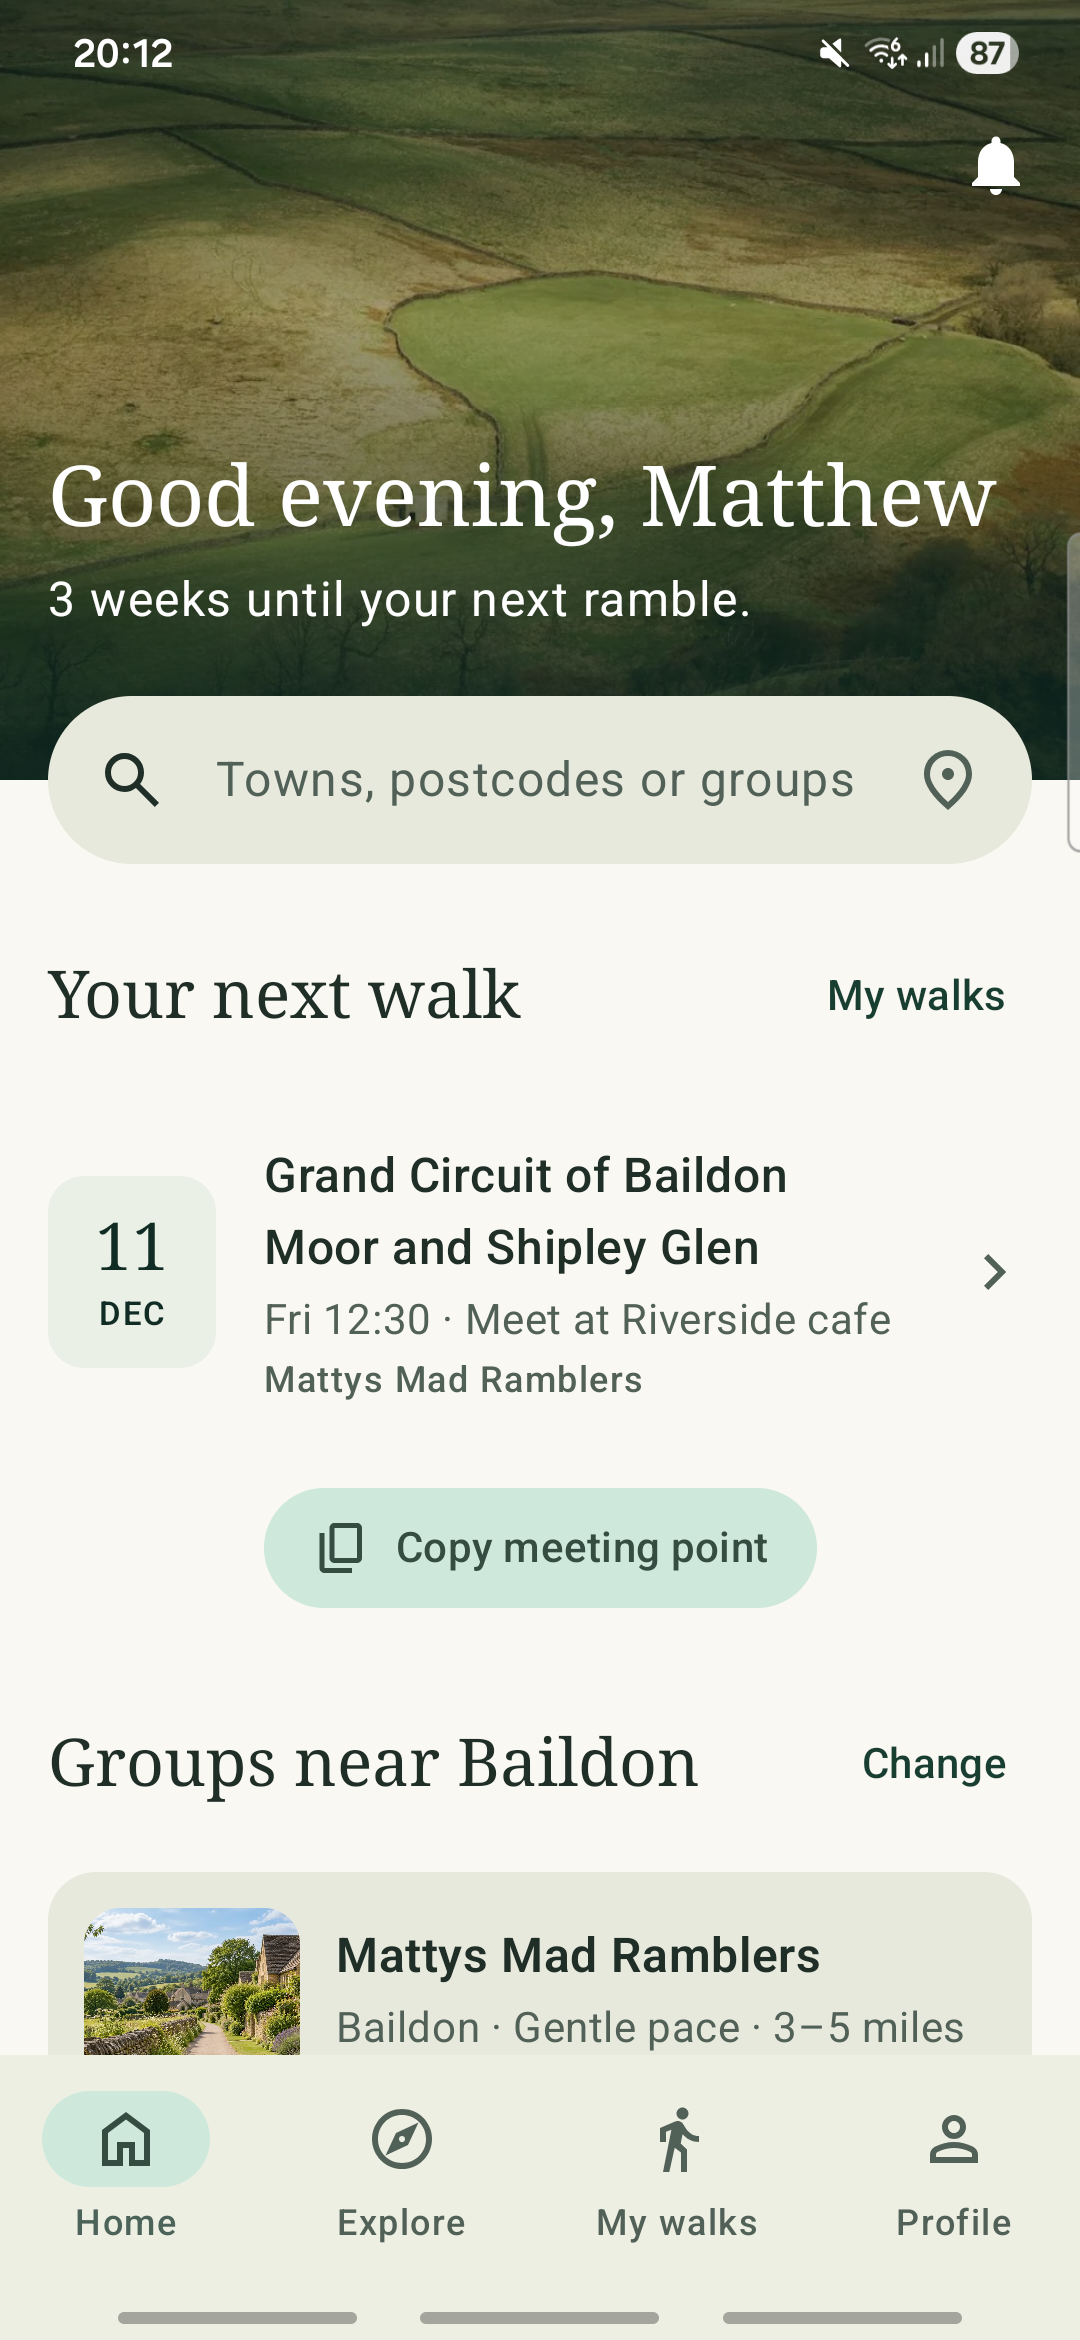 20:12
6
87
Good evening, Matthew
3 weeks until your next ramble.
Towns, postcodes or groups
Your next walk
My walks
11
DEC
Grand Circuit of Baildon
Moor and Shipley Glen
Fri 12:30 · Meet at Riverside cafe
Mattys Mad Ramblers
Copy meeting point
Groups near Baildon
Change
Mattys Mad Ramblers
Baildon · Gentle pace · 3–5 miles
Home
Explore
My walks
Profile